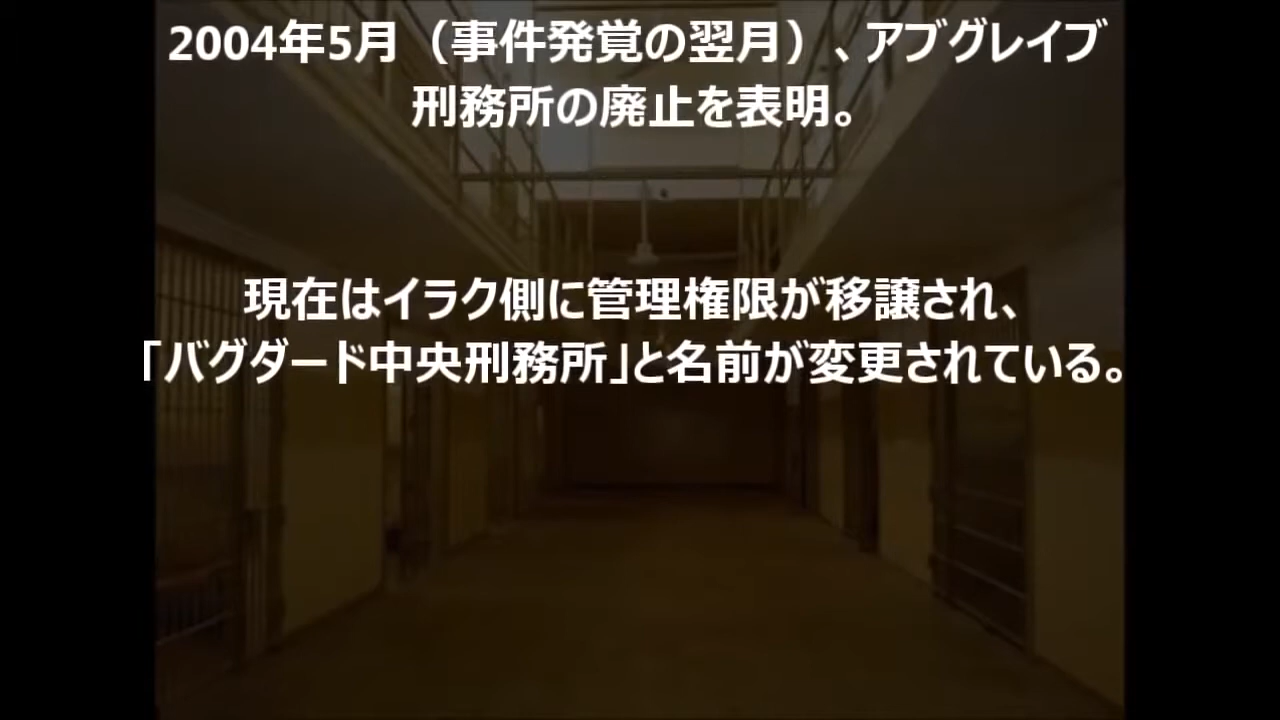 2004年5月（事件発覚の翌月）、アブグレイブ
刑務所の廃止を表明。
現在はイラク側に管理権限が移譲され、
「バグダード中央刑務所」と名前が変更されている。